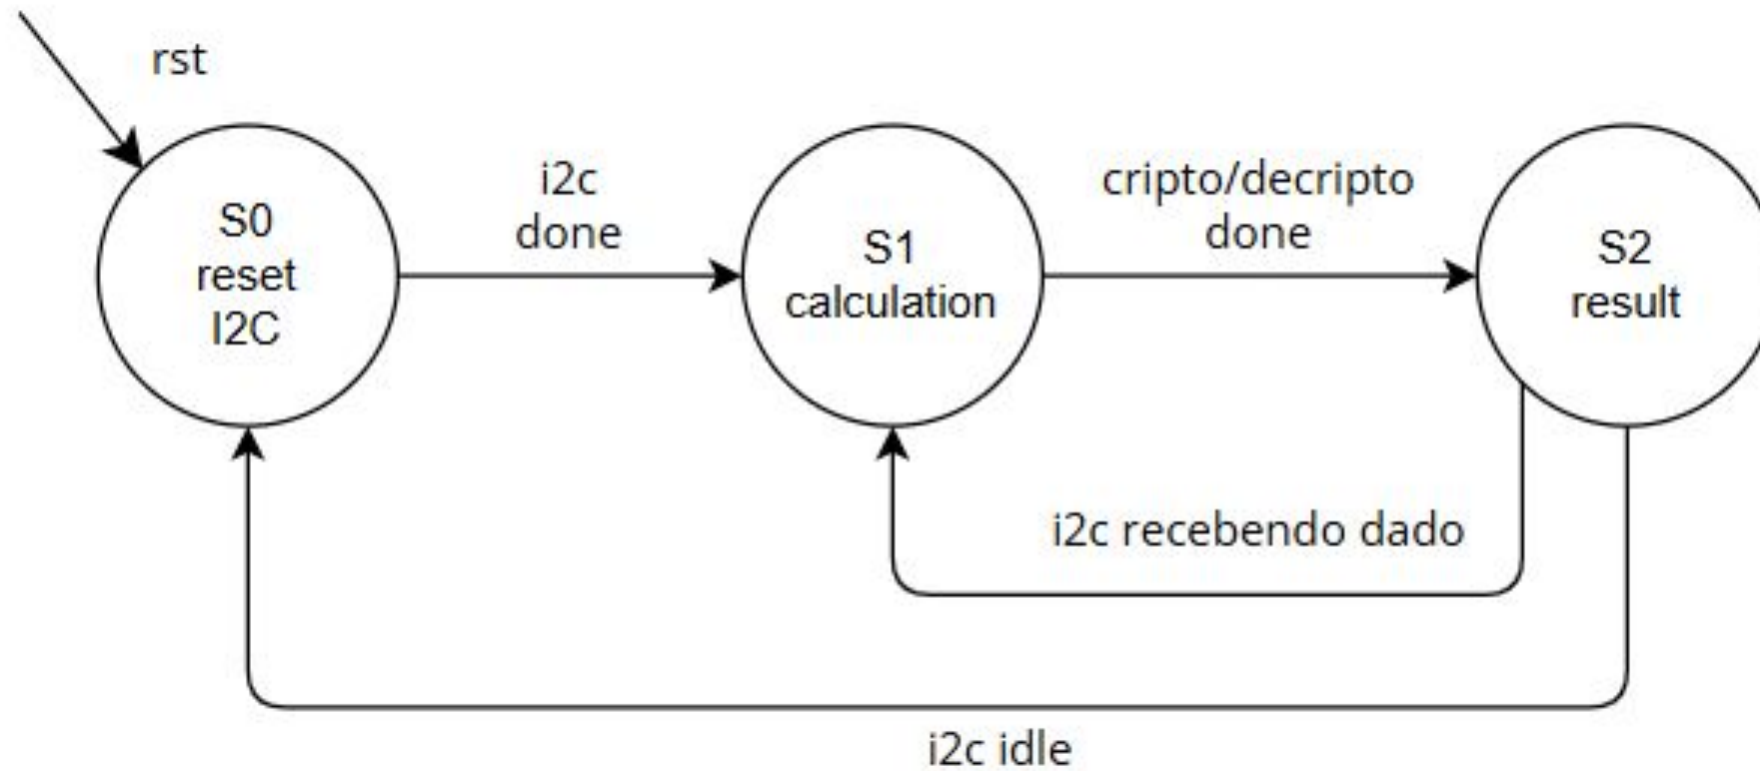 rst
S0
reset
I2C
i2c
done
S1
calculation
cripto/decripto
done
S2
result
i2c recebendo dado
i2c idle